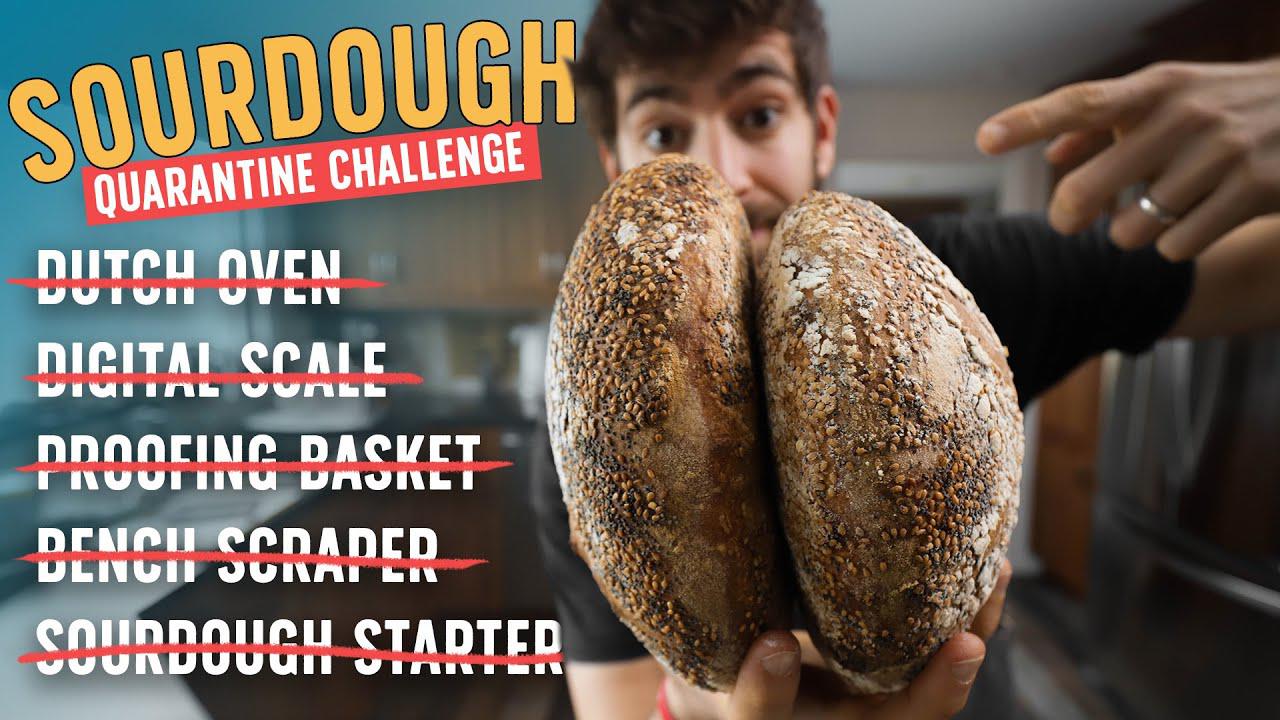 SOURDOUGH
QUARANTINE CHALLENGE
DUTCH OVEN
DIGITAL SCALE
PROOFING BASKET
BENCH SCRAPER
SOURDOUGH STARTER